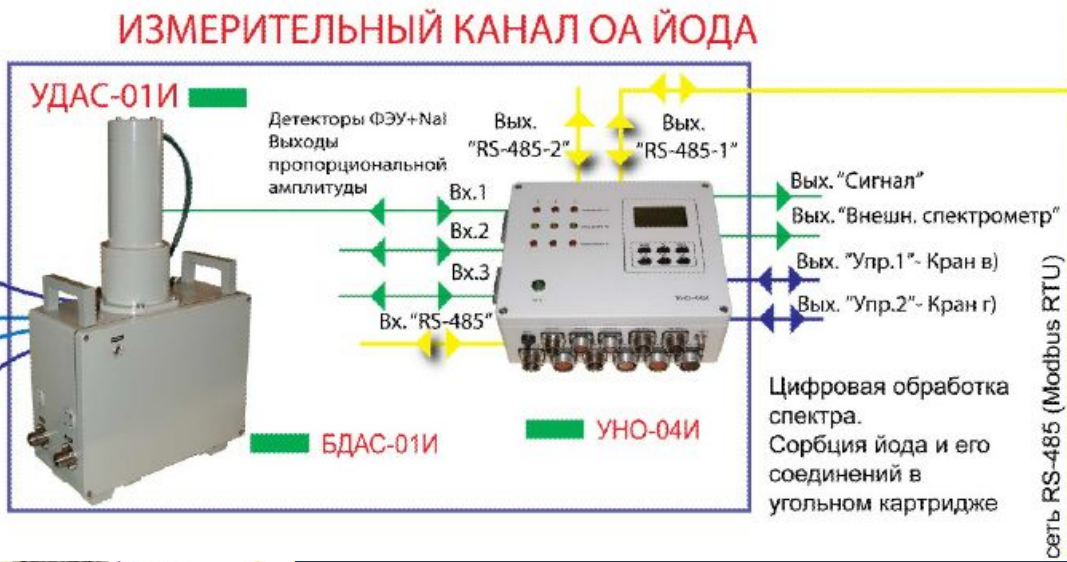 ИЗМЕРИТЕЛЬНЫЙ КАНАЛ ОА ЙОДА
УДАС-01И
Детекторы ФЭУ+NaI
Выходы
пропорциональной
амплитуды
Вых.
"RS-485-2"
Вых.
"RS-485-1"
Вх.1
Вх.2
Вх.3
Вх."RS-485"
Вых."Сигнал"
Вых."Внешн. спектрометр"
Вых. "Упр.1"- Кран в)
Вых. "Упр.2"- Кран г)
БДАС-01И
УНО-04И
Цифровая обработка
спектра.
Сорбция йода и его
соединений в
угольном картридже
сеть RS-485 (Modbus RTU)